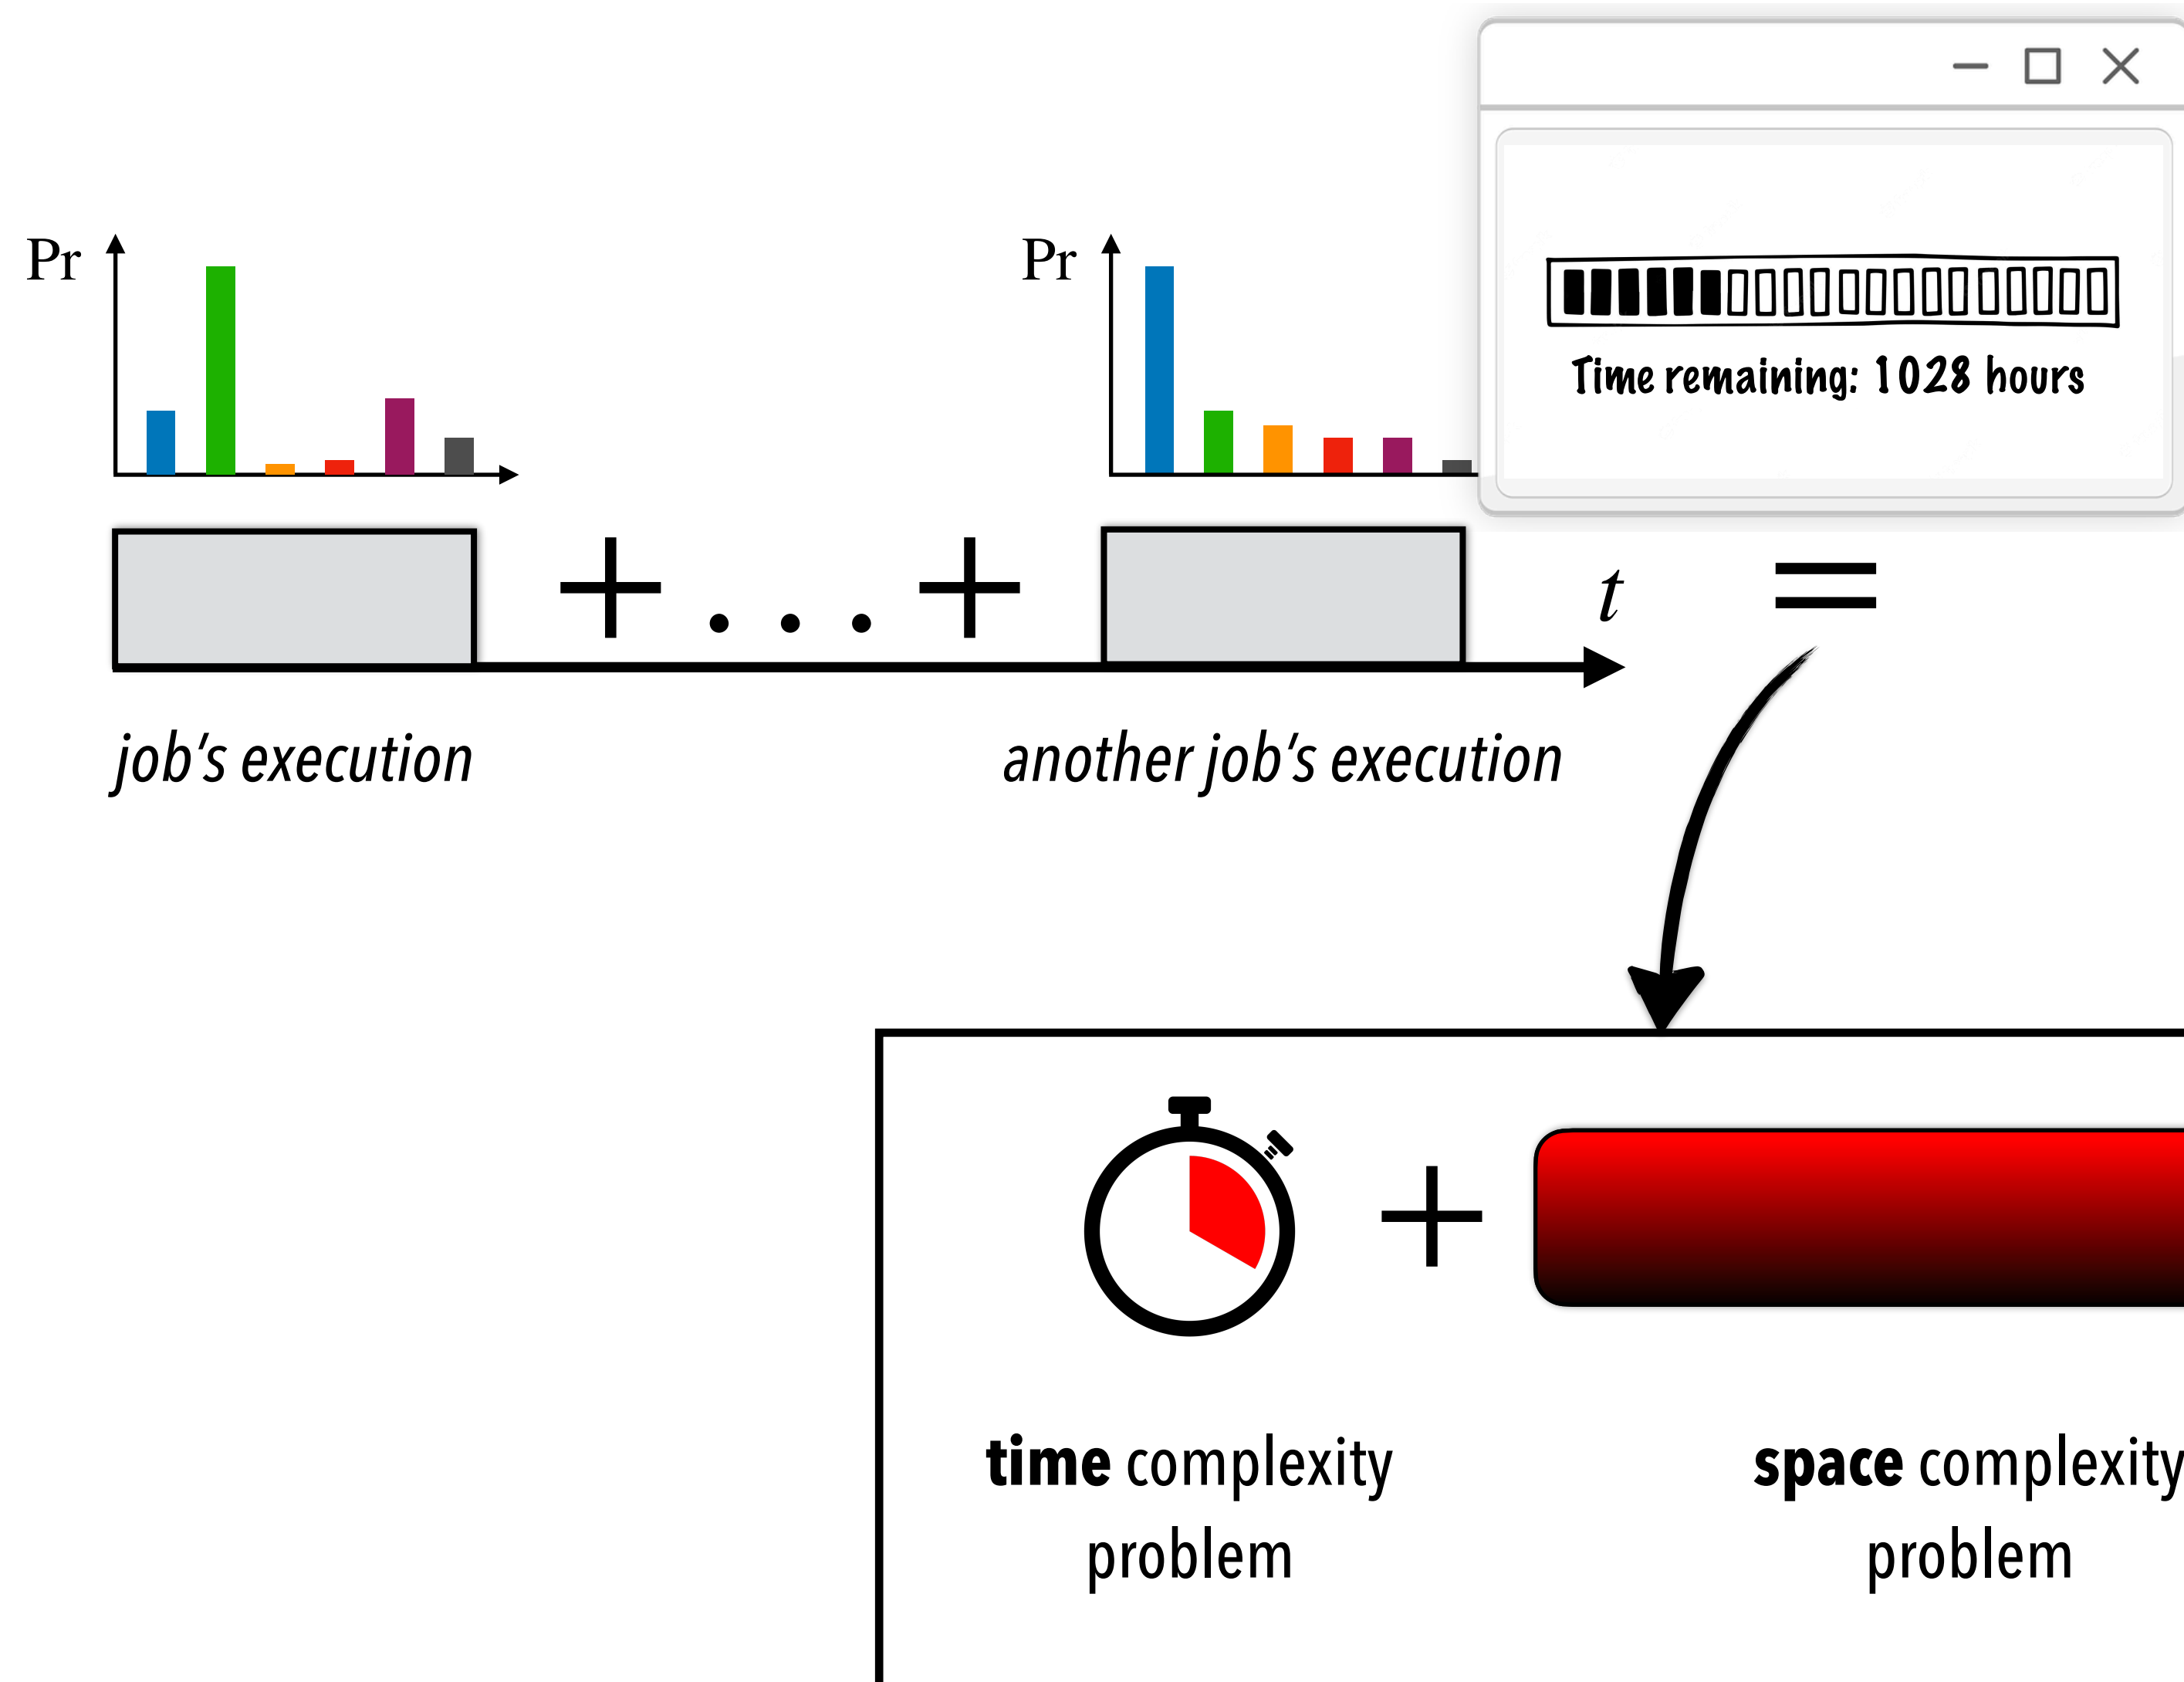 Pr
Pr
Time remaining: 1028 hours
+ . . . + t =
job's execution
another job's execution
+
time complexity
problem
space complexity
problem